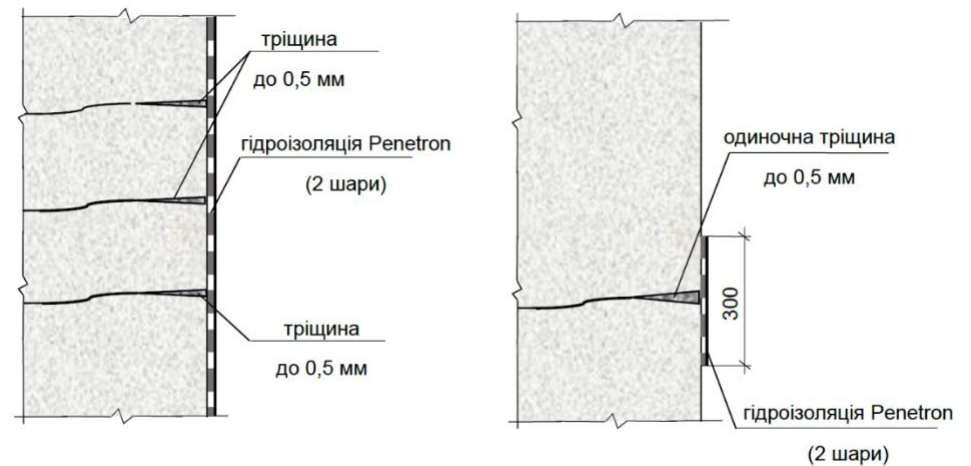 тріщина
до 0,5 мм
гідроізоляція Penetron
(2 шари)
тріщина
до 0,5 мм
одиночна тріщина
до 0,5 мм
300
гідроізоляція Penetron
(2 шари)